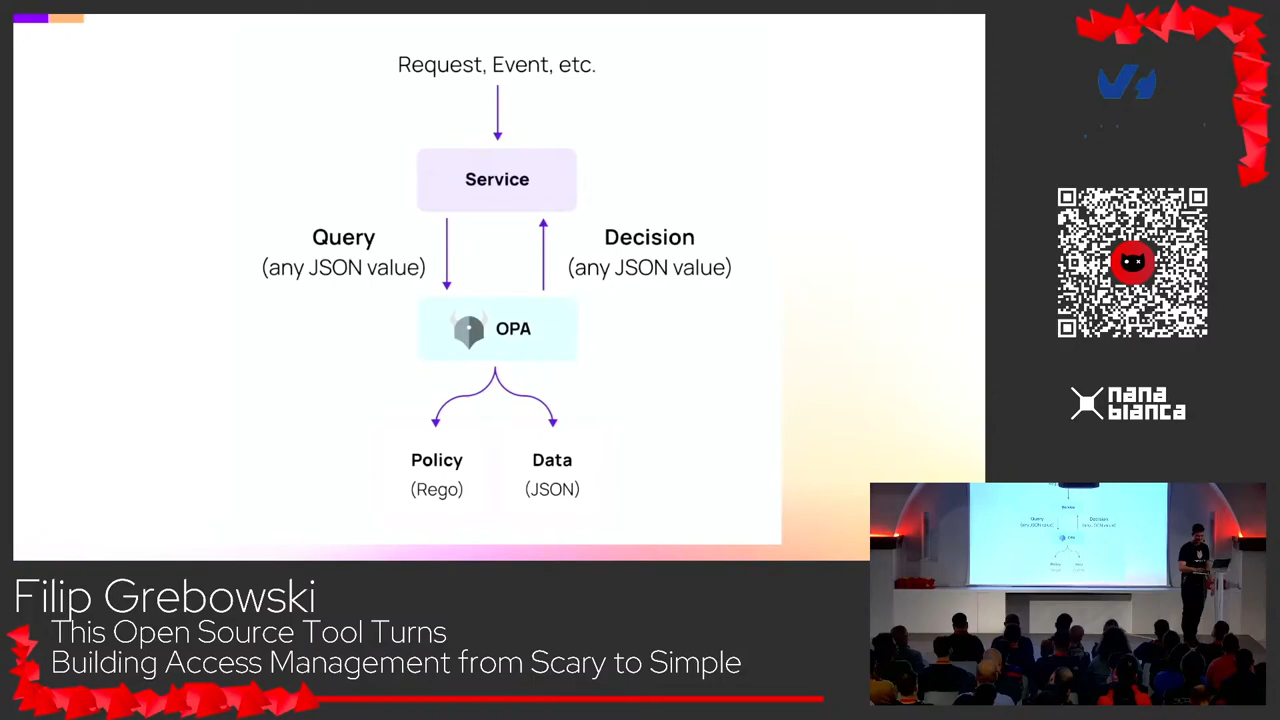 Request, Event, etc.
Service
Query
(any JSON value)
Decision
(any JSON value)
OPA
Policy
(Rego)
Data
(JSON)
nana
bianca
Filip Grebowski
This Open Source Tool Turns
Building Access Management from Scary to Simple